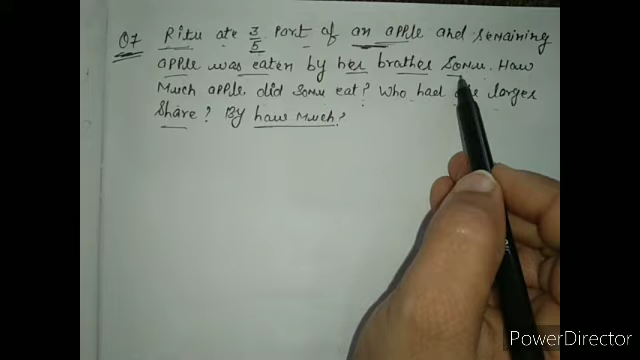 Q7 Ritu ate 3/5 part of an apple and remaining
apple was eaten by her brother Sonu. How
Much apple did Sonu eat? Who had the larger
Share? By how Much?
PowerDirector